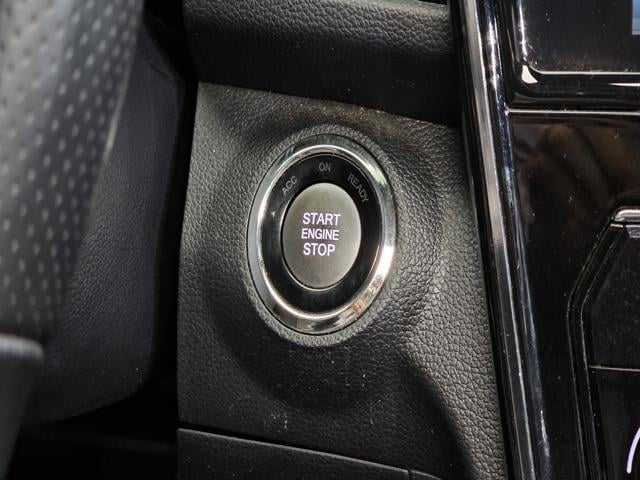 ACC ON READY
START
ENGINE
STOP